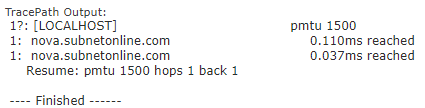 TracePath Output:
1?: [LOCALHOST] pmtu 1500
1: nova.subnetonline.com 0.110ms reached
1: nova.subnetonline.com 0.037ms reached
Resume: pmtu 1500 hops 1 back 1
---- Finished ------